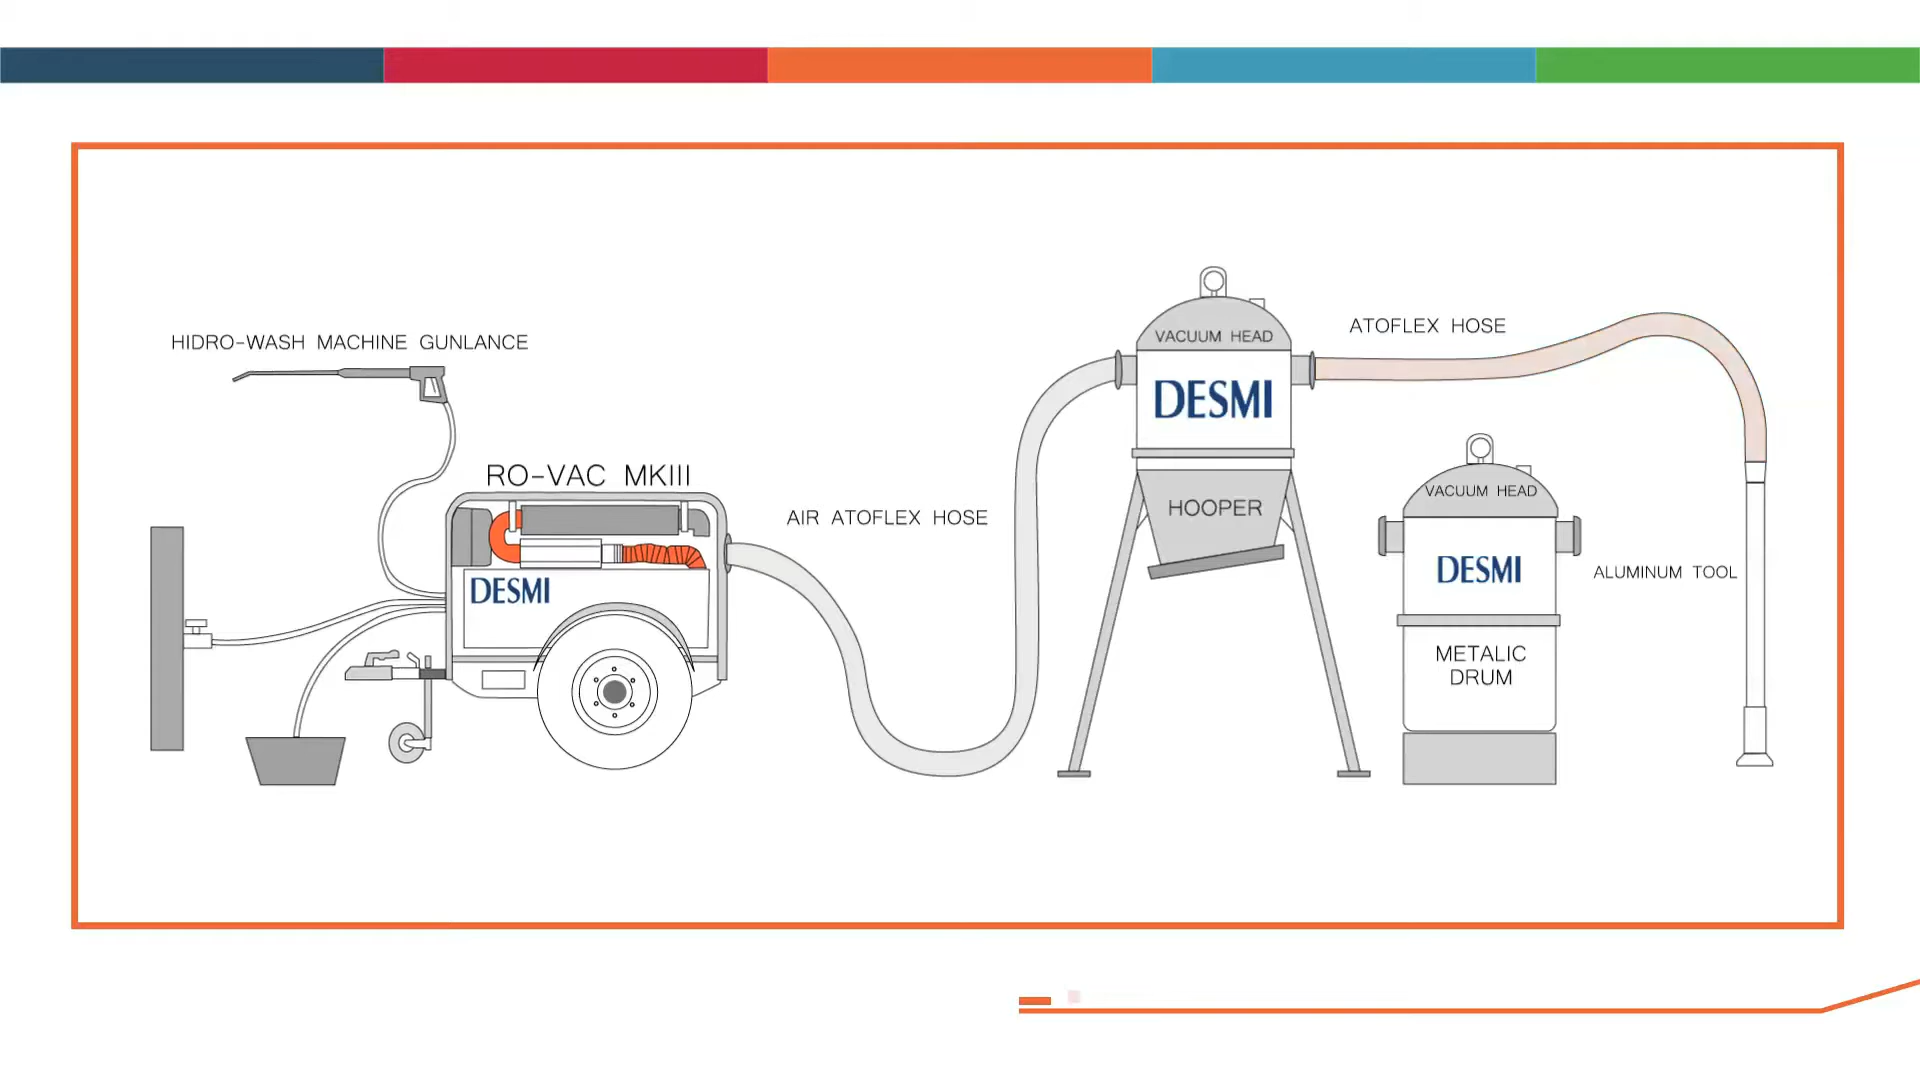 HIDRO-WASH MACHINE GUNLANCE
RO-VAC MKIII
DESMI
AIR ATOFLEX HOSE
VACUUM HEAD
DESMI
HOOPER
ATOFLEX HOSE
VACUUM HEAD
DESMI
METALIC
DRUM
ALUMINUM TOOL